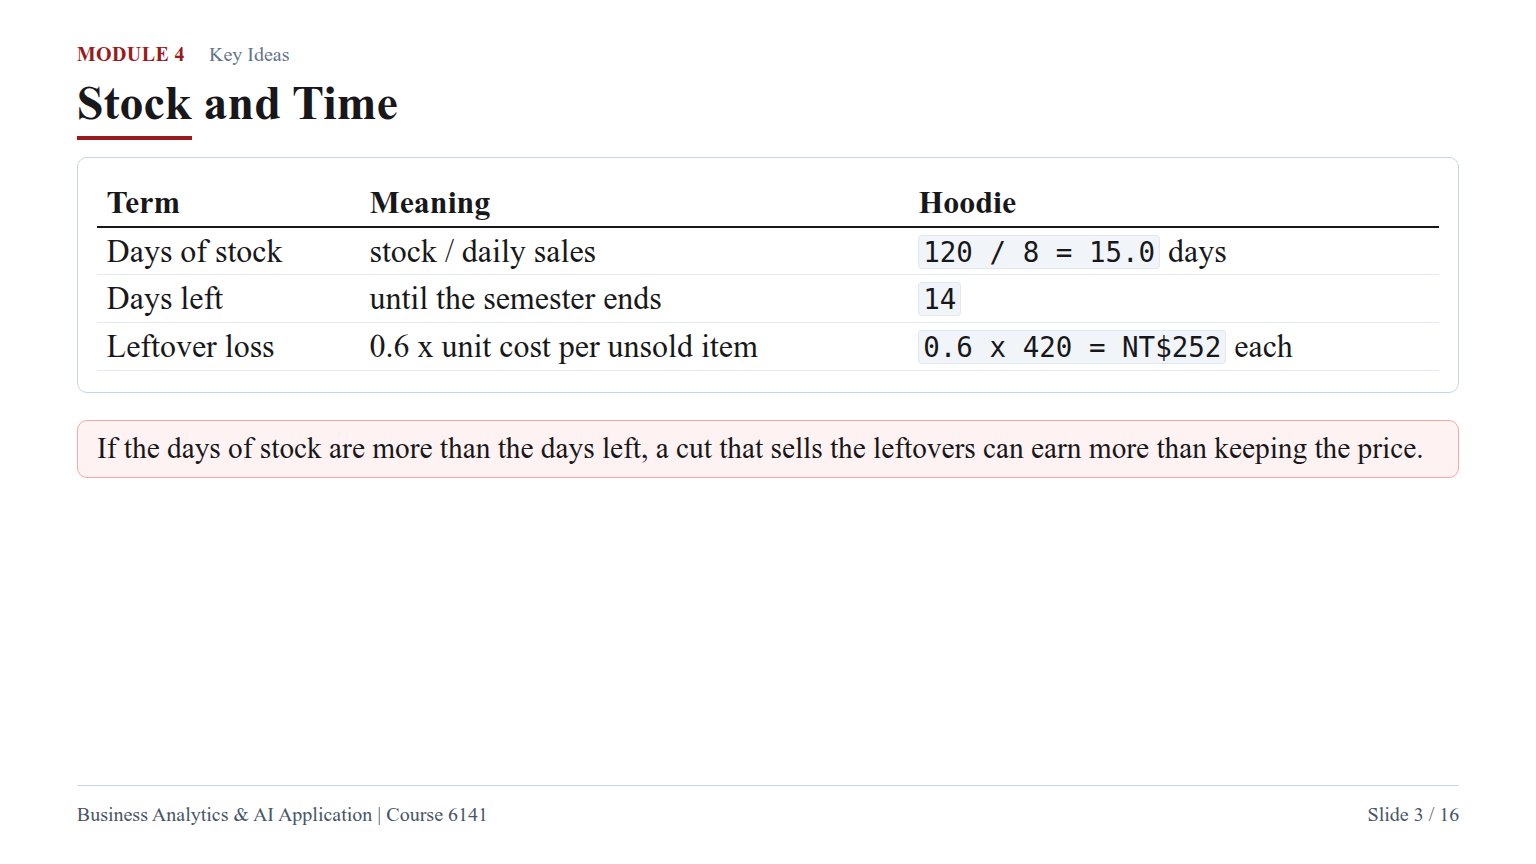 MODULE 4 Key Ideas
Stock and Time
Term Meaning Hoodie
Days of stock stock / daily sales 120 / 8 = 15.0 days
Days left until the semester ends 14
Leftover loss 0.6 x unit cost per unsold item 0.6 x 420 = NT$252 each
If the days of stock are more than the days left, a cut that sells the leftovers can earn more than keeping the price.
Business Analytics & AI Application | Course 6141 Slide 3 / 16